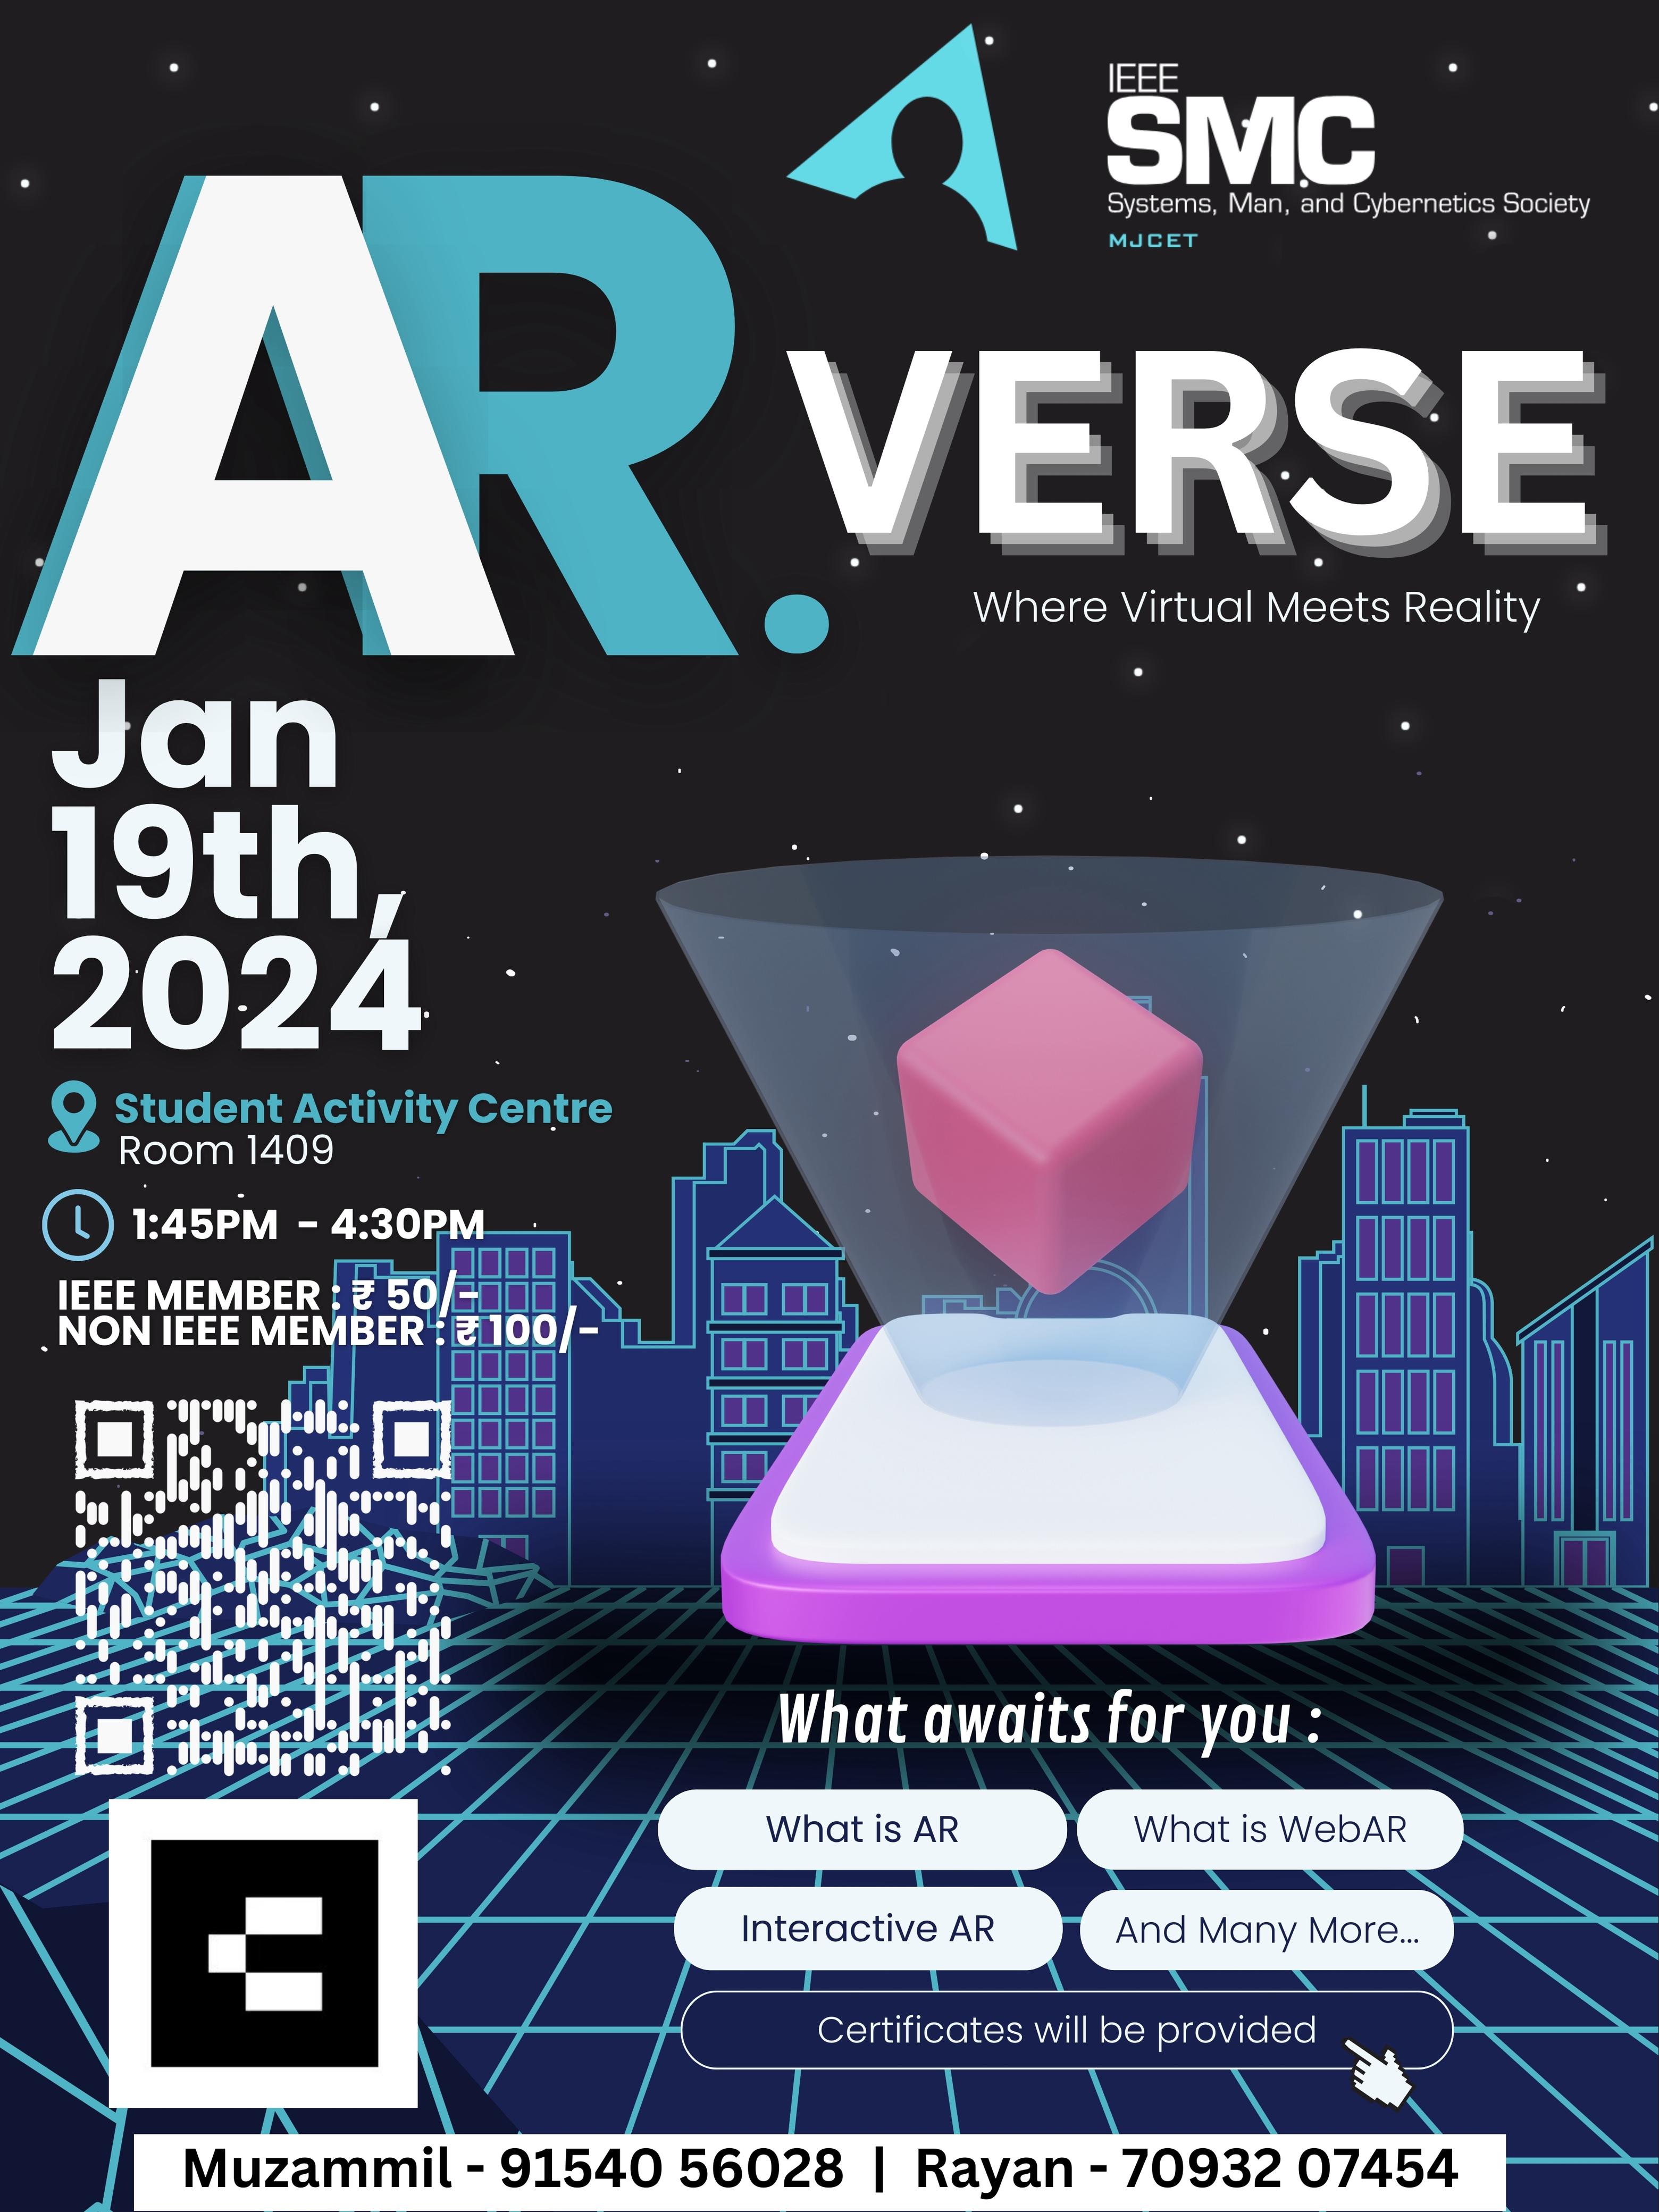 IEEE
SMC
Systems, Man, and Cybernetics Society
MJCET
AR.
VERSE
Where Virtual Meets Reality
Jan
19th,
2024
Student Activity Centre
Room 1409
1:45PM - 4:30PM
IEEE MEMBER : ₹ 50/-
NON IEEE MEMBER : ₹ 100/-
What awaits for you :
What is AR
What is WebAR
Interactive AR
And Many More...
Certificates will be provided
Muzammil - 91540 56028 | Rayan - 70932 07454